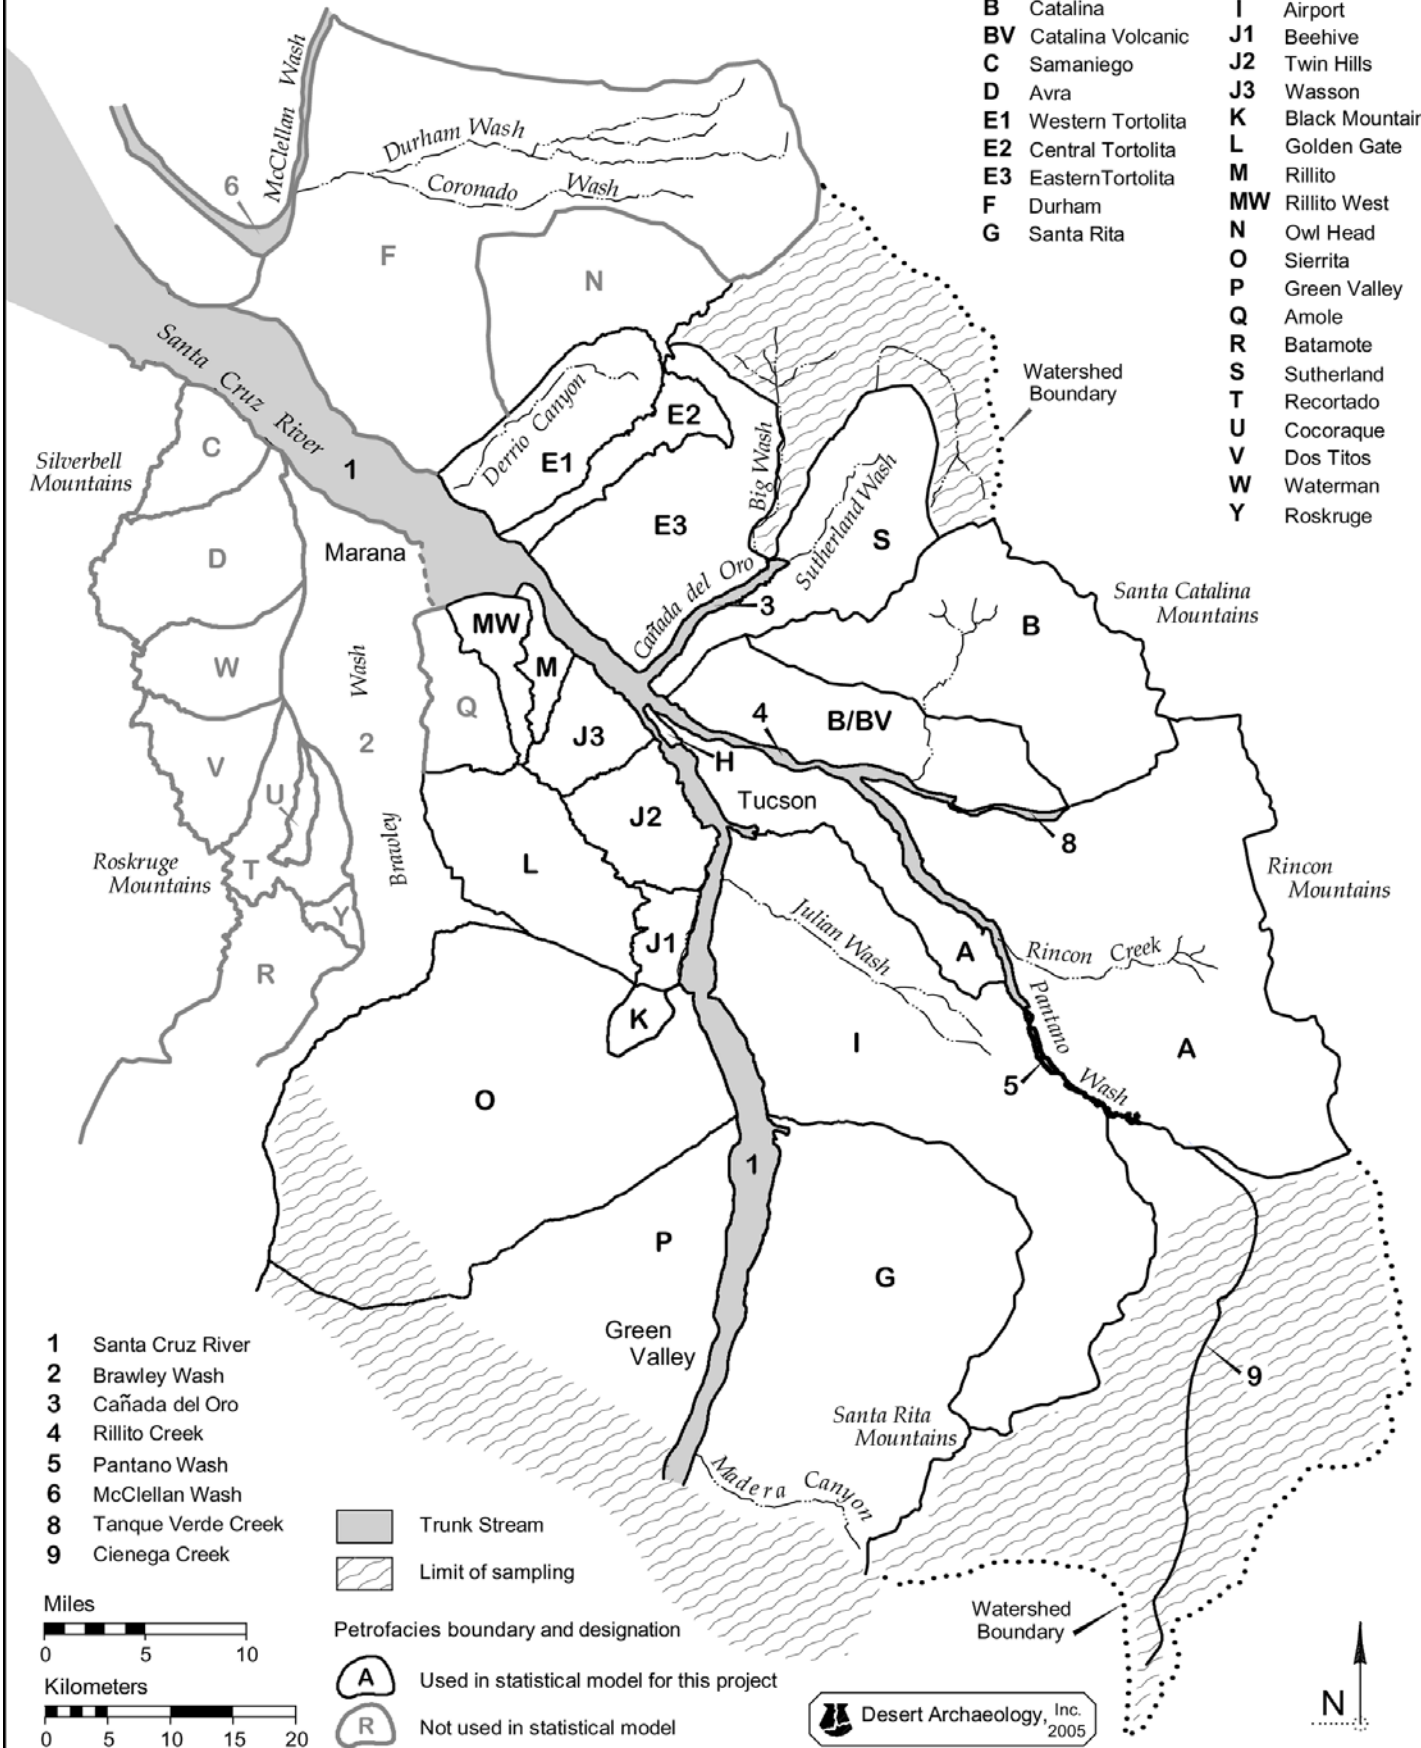 B Catalina
BV Catalina Volcanic
C Samaniego
D Avra
E1 Western Tortolita
E2 Central Tortolita
E3 EasternTortolita
F Durham
G Santa Rita
I Airport
J1 Beehive
J2 Twin Hills
J3 Wasson
K Black Mountain
L Golden Gate
M Rillito
MW Rillito West
N Owl Head
O Sierrita
P Green Valley
Q Amole
R Batamote
S Sutherland
T Recortado
U Cocoraque
V Dos Titos
W Waterman
Y Roskruge
McClellan Wash
6
Durham Wash
Coronado Wash
F
N
Santa Cruz River
1
Silverbell
Mountains
C
D
W
V
U
T
Y
R
Roskruge
Mountains
Marana
Brawley Wash
2
Derrio Canyon
E1
E2
E3
Big Wash
Sutherland Wash
S
Watershed
Boundary
Cañada del Oro
3
Santa Catalina
Mountains
B
MW
M
Q
J3
4
B/BV
H
Tucson
J2
8
L
J1
K
Rincon
Mountains
Julian Wash
A
Rincon Creek
Pantano Wash
5
I
A
O
1
P
G
Green
Valley
9
Santa Rita
Mountains
Madera Canyon
Watershed
Boundary
1 Santa Cruz River
2 Brawley Wash
3 Cañada del Oro
4 Rillito Creek
5 Pantano Wash
6 McClellan Wash
8 Tanque Verde Creek
9 Cienega Creek
Trunk Stream
Limit of sampling
Miles
0 5 10
Kilometers
0 5 10 15 20
Petrofacies boundary and designation
A Used in statistical model for this project
R Not used in statistical model
Desert Archaeology, Inc.
2005
N